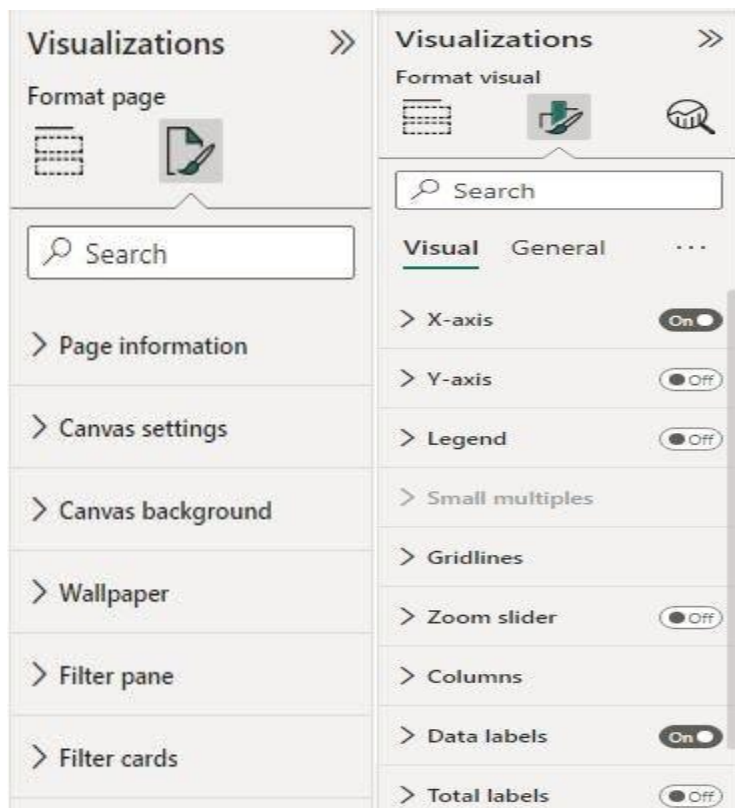 Visualizations
Format page
Search
Page information
Canvas settings
Canvas background
Wallpaper
Filter pane
Filter cards
Visualizations
Format visual
Search
Visual General ...
X-axis On
Y-axis Off
Legend Off
Small multiples
Gridlines
Zoom slider Off
Columns
Data labels On
Total labels Off